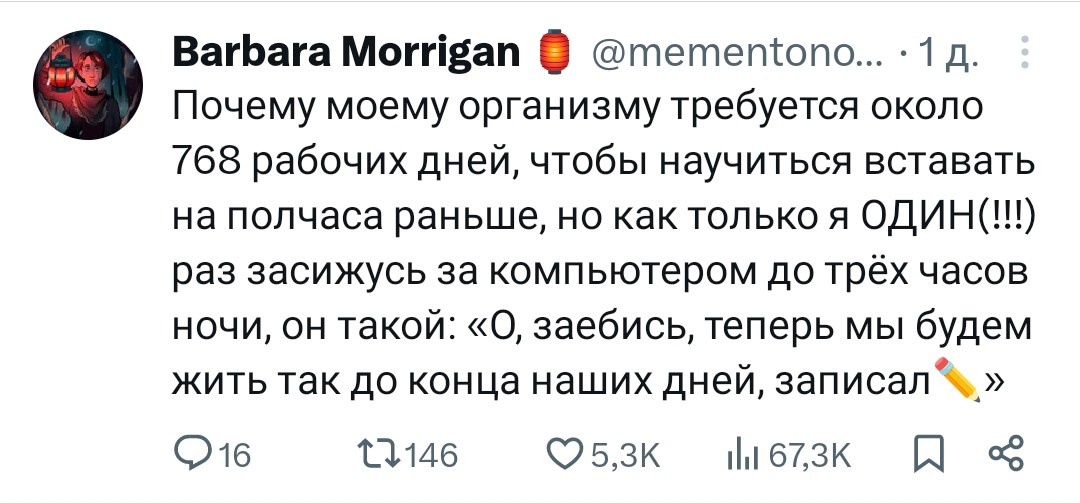 Barbara Morrigan 🏮 @mementono... · 1 д.
Почему моему организму требуется около
768 рабочих дней, чтобы научиться вставать
на полчаса раньше, но как только я ОДИН(!!!)
раз засижусь за компьютером до трёх часов
ночи, он такой: «О, заебись, теперь мы будем
жить так до конца наших дней, записал✏️»
16 146 5,3K 67,3K